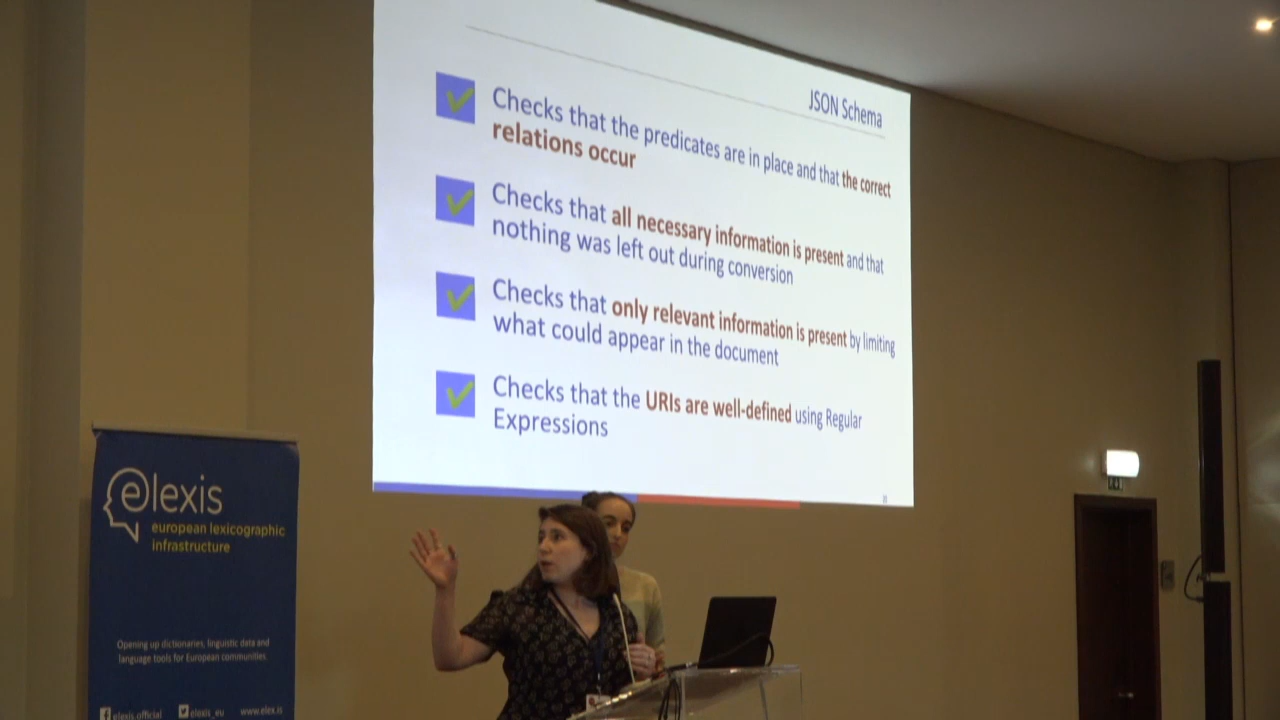 JSON Schema
Checks that the predicates are in place and that the correct
relations occur
Checks that all necessary information is present and that
nothing was left out during conversion
Checks that only relevant information is present by limiting
what could appear in the document
Checks that the URIs are well-defined using Regular
Expressions
elexis
european lexicographic
infrastructure
Opening up dictionaries, linguistic data and
language tools for European communities.
elexis.official elexis_eu www.elex.is